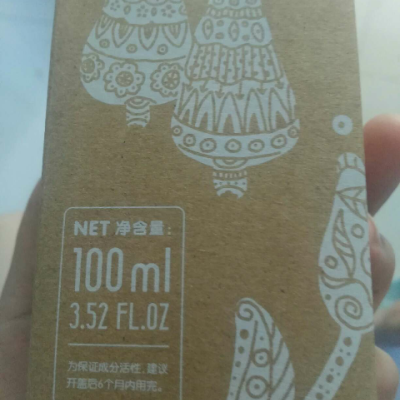 NET 净含量:
100 ml
3.52 FL.OZ
为保证成分活性,建议
开盖后6个月内用完。